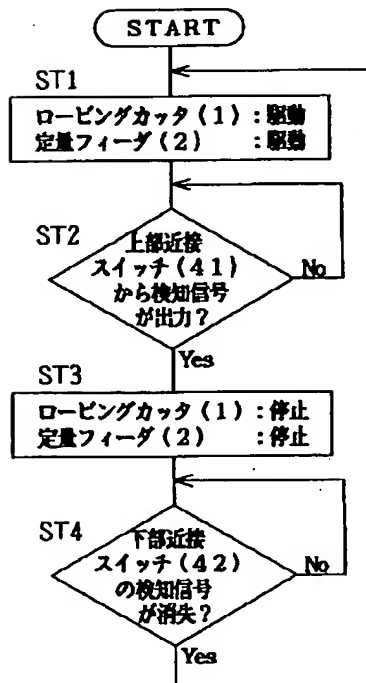 START
ST1
ロービングカッタ(1):駆動
定量フィーダ(2) :駆動
ST2
上部近接
スイッチ(41)
から検知信号
が出力?
No
Yes
ST3
ロービングカッタ(1):停止
定量フィーダ(2) :停止
ST4
下部近接
スイッチ(42)
の検知信号
が消失?
No
Yes